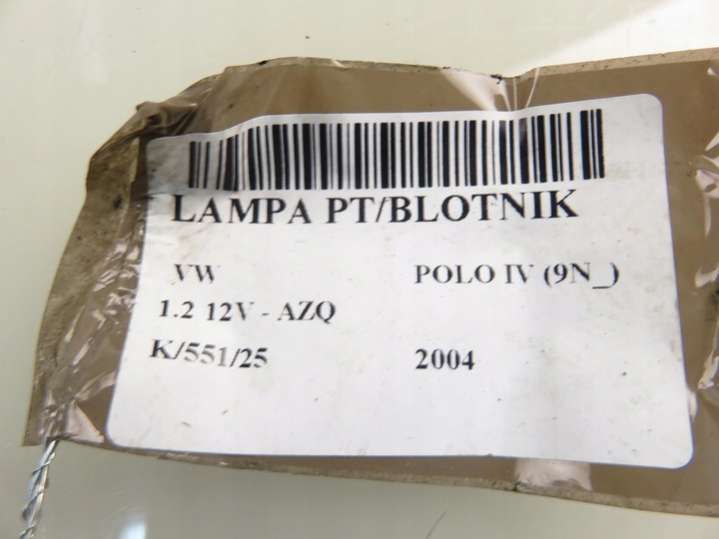 LAMPA PT/BLOTNIK
VW POLO IV (9N_)
1.2 12V - AZQ
K/551/25 2004